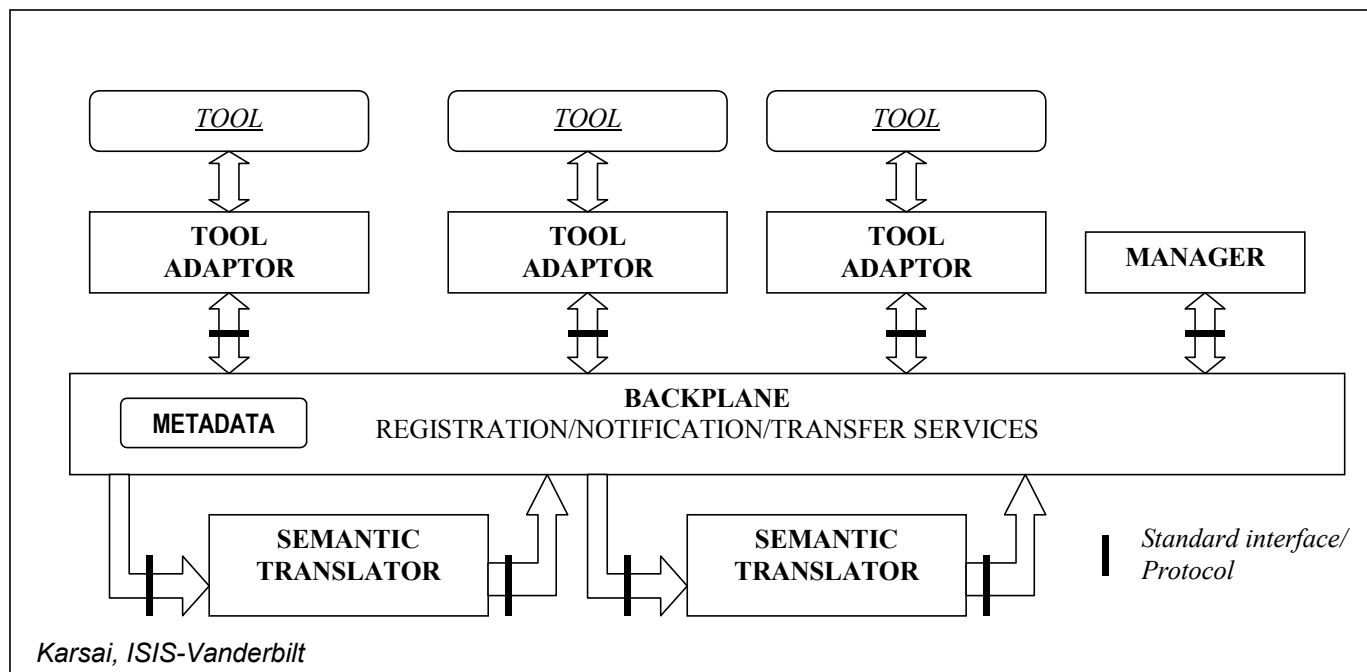 TOOL
TOOL
TOOL
TOOL
ADAPTOR
TOOL
ADAPTOR
TOOL
ADAPTOR
MANAGER
BACKPLANE
METADATA
REGISTRATION/NOTIFICATION/TRANSFER SERVICES
SEMANTIC
TRANSLATOR
SEMANTIC
TRANSLATOR
Standard interface/
Protocol
Karsai, ISIS-Vanderbilt